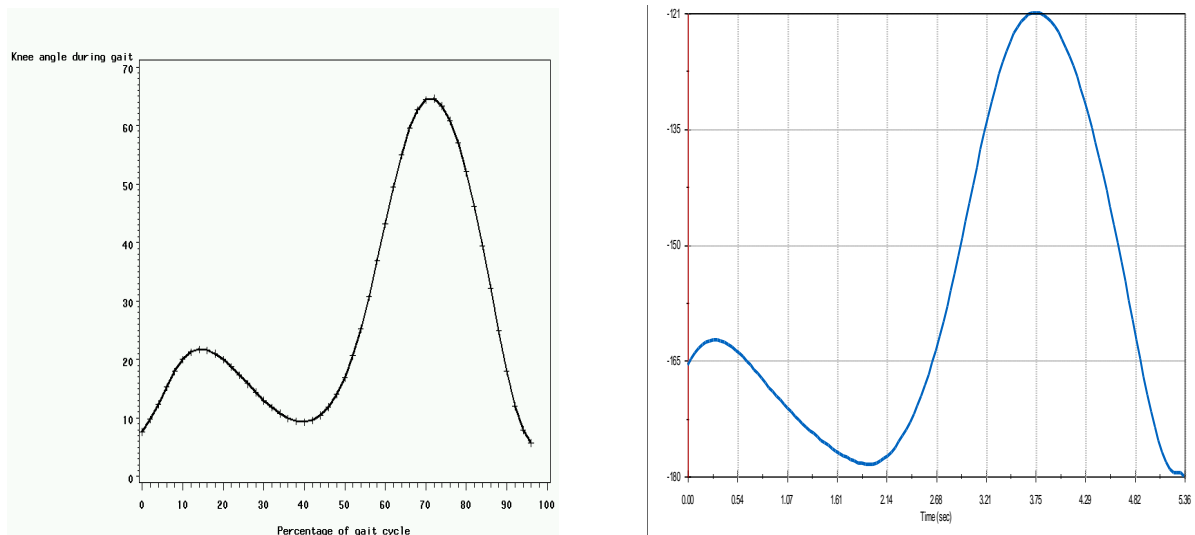 Knee angle during gait
70
60
50
40
30
20
10
0
0 10 20 30 40 50 60 70 80 90 100
Percentage of gait cycle
-121
-135
-150
-165
-180
0.00 0.54 1.07 1.61 2.14 2.68 3.21 3.75 4.29 4.82 5.36
Time (sec)